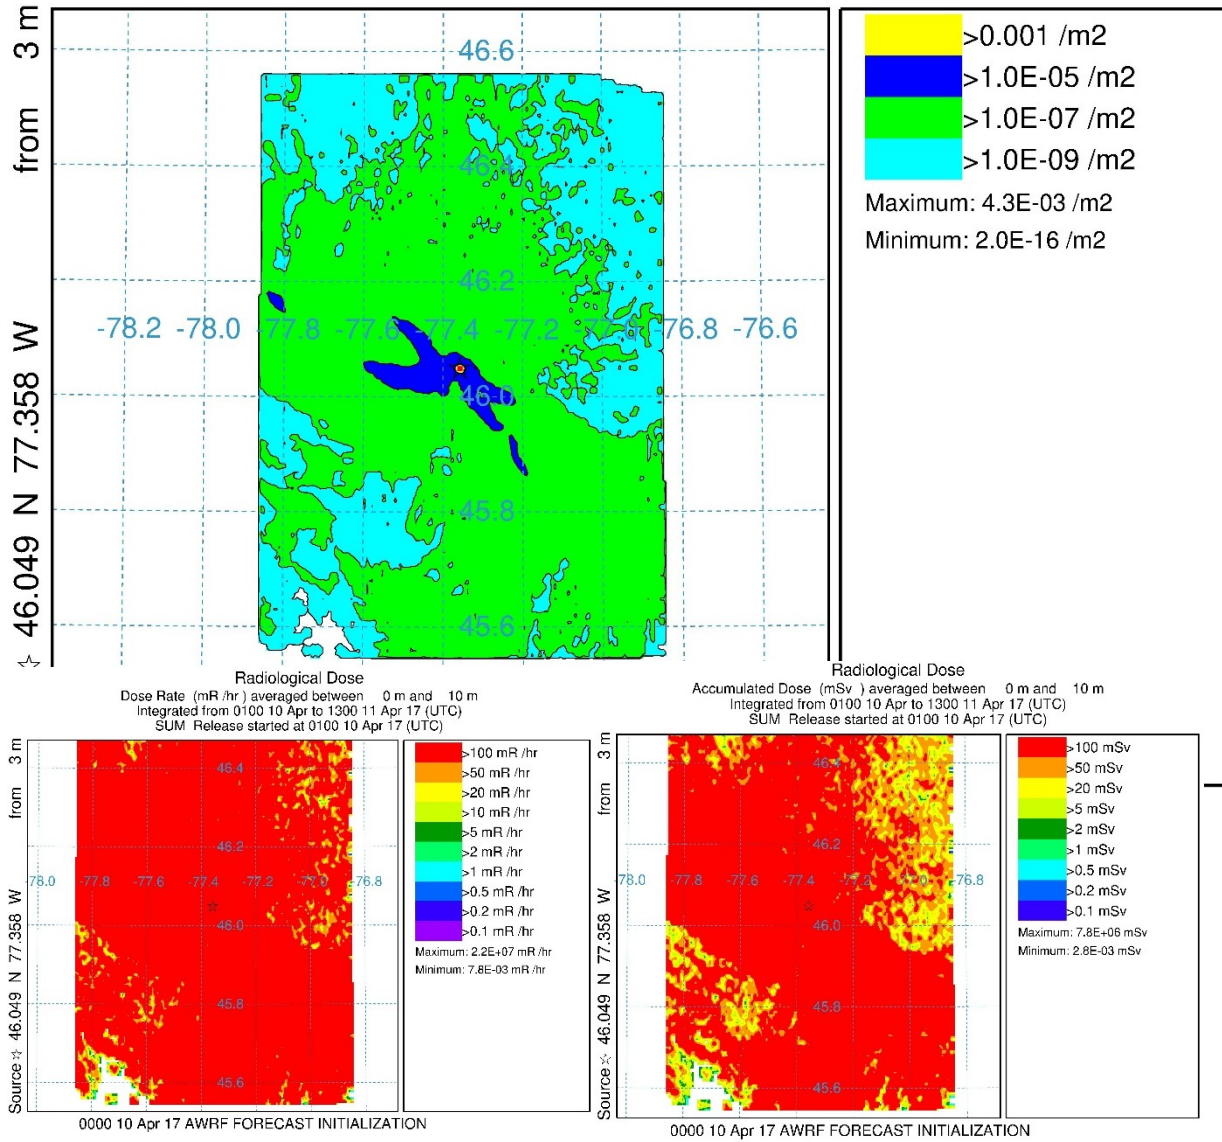 ☆ 46.049 N 77.358 W from 3 m
46.6
46.4
46.2
-78.2 -78.0 -77.8 -77.6 -77.4 -77.2 -77.0 -76.8 -76.6
46.0
45.8
45.6
>0.001 /m2
>1.0E-05 /m2
>1.0E-07 /m2
>1.0E-09 /m2
Maximum: 4.3E-03 /m2
Minimum: 2.0E-16 /m2
Radiological Dose
Dose Rate (mR /hr) averaged between 0 m and 10 m
Integrated from 0100 10 Apr to 1300 11 Apr 17 (UTC)
SUM Release started at 0100 10 Apr 17 (UTC)
Source ☆ 46.049 N 77.358 W from 3 m
46.4
46.2
-78.0 -77.8 -77.6 -77.4 -77.2 -77.0 -76.8
46.0
45.8
45.6
>100 mR /hr
>50 mR /hr
>20 mR /hr
>10 mR /hr
>5 mR /hr
>2 mR /hr
>1 mR /hr
>0.5 mR /hr
>0.2 mR /hr
>0.1 mR /hr
Maximum: 2.2E+07 mR /hr
Minimum: 7.8E-03 mR /hr
0000 10 Apr 17 AWRF FORECAST INITIALIZATION
Radiological Dose
Accumulated Dose (mSv ) averaged between 0 m and 10 m
Integrated from 0100 10 Apr to 1300 11 Apr 17 (UTC)
SUM Release started at 0100 10 Apr 17 (UTC)
Source ☆ 46.049 N 77.358 W from 3 m
46.4
46.2
-78.0 -77.8 -77.6 -77.4 -77.2 -77.0 -76.8
46.0
45.8
45.6
>100 mSv
>50 mSv
>20 mSv
>5 mSv
>2 mSv
>1 mSv
>0.5 mSv
>0.2 mSv
>0.1 mSv
Maximum: 7.8E+06 mSv
Minimum: 2.8E-03 mSv
0000 10 Apr 17 AWRF FORECAST INITIALIZATION